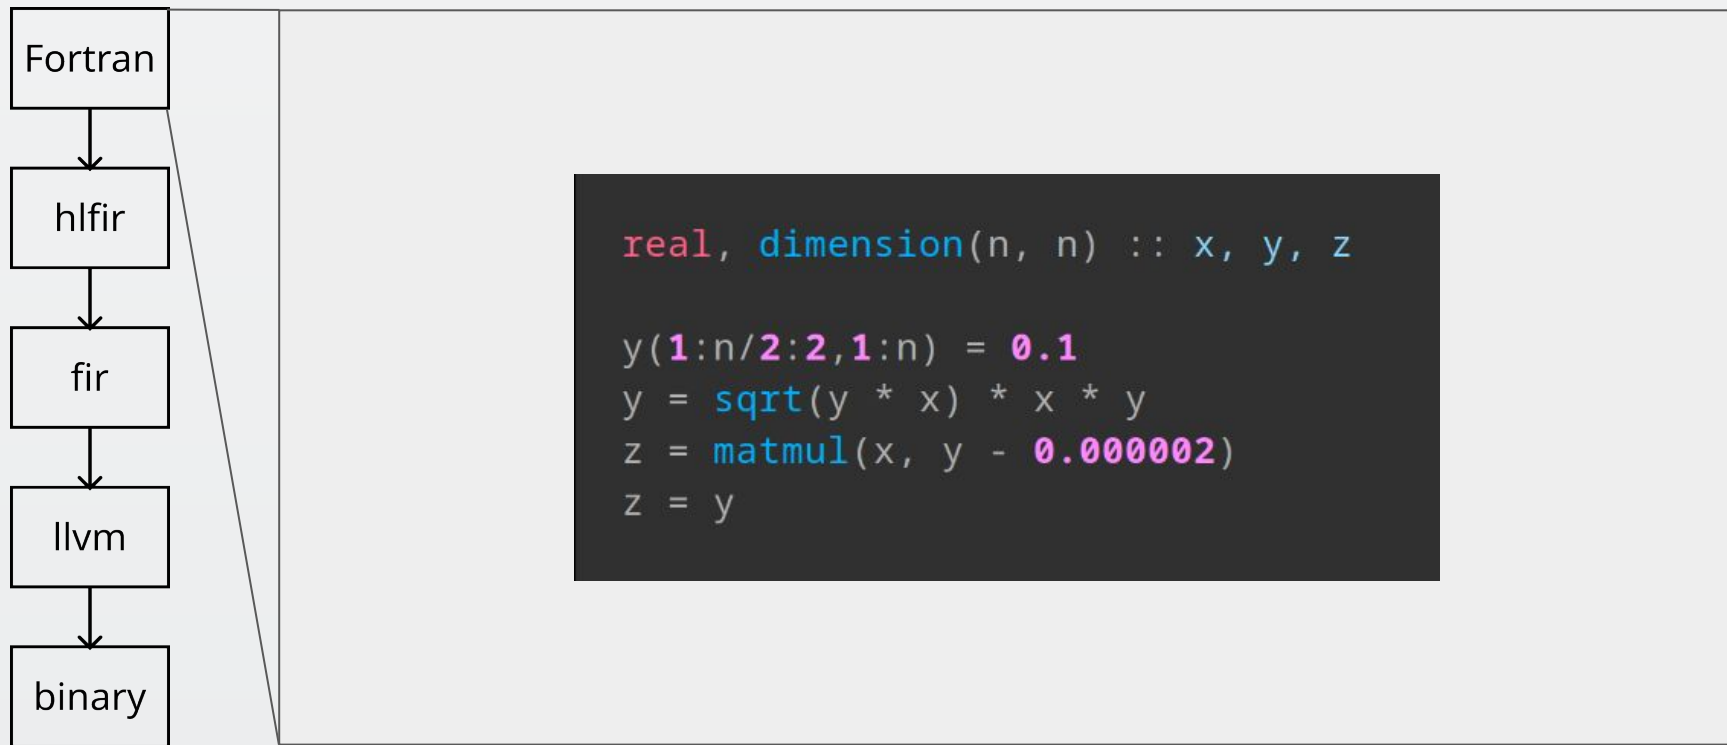 Fortran
hlfir
fir
llvm
binary
real, dimension(n, n) :: x, y, z
y(1:n/2:2,1:n) = 0.1
y = sqrt(y * x) * x * y
z = matmul(x, y - 0.000002)
z = y